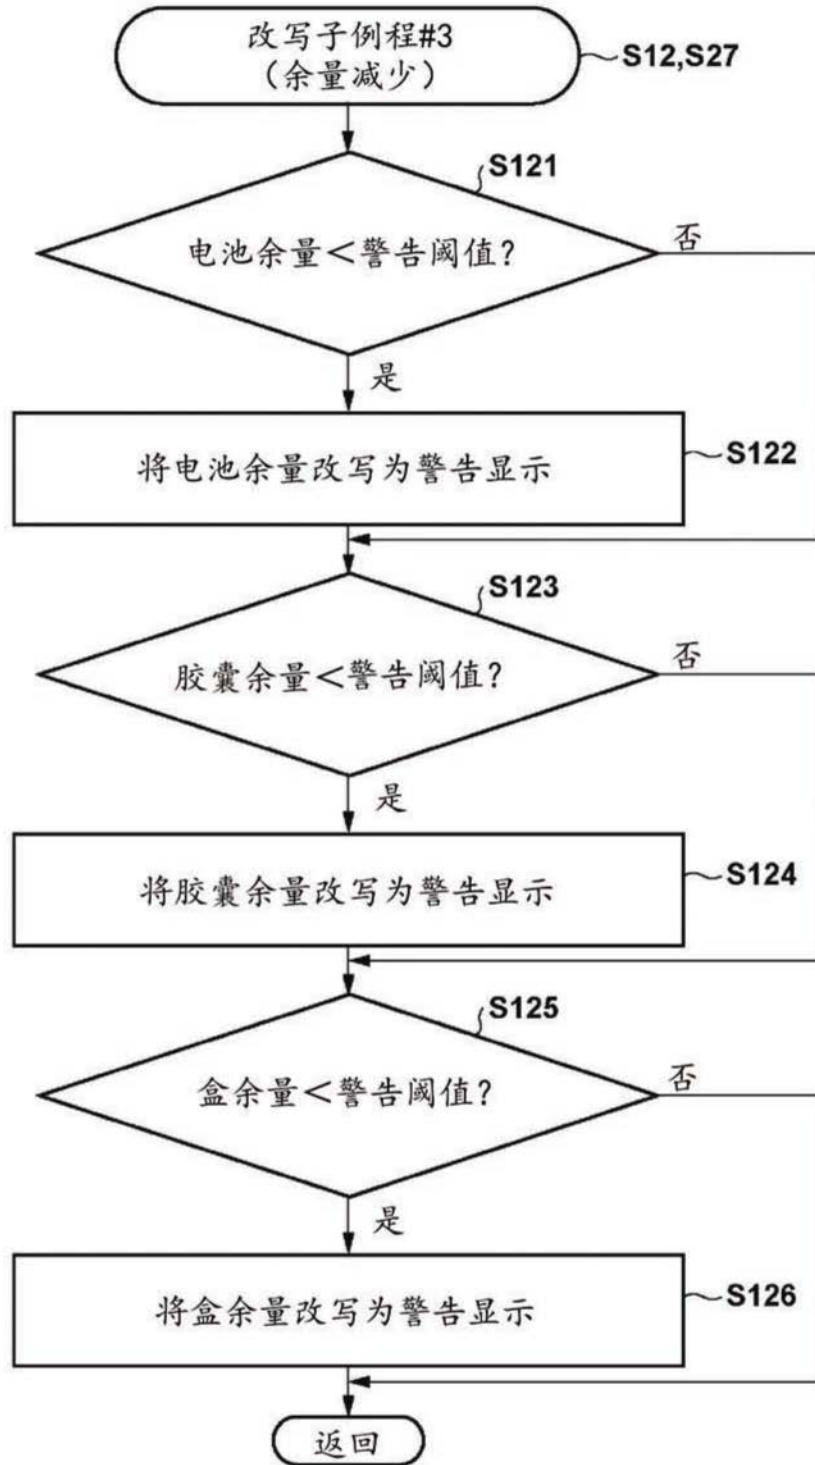 改写子例程#3
（余量减少）
S12,S27
S121
电池余量＜警告阈值？
否
是
将电池余量改写为警告显示
S122
S123
胶囊余量＜警告阈值？
否
是
将胶囊余量改写为警告显示
S124
S125
盒余量＜警告阈值？
否
是
将盒余量改写为警告显示
S126
返回